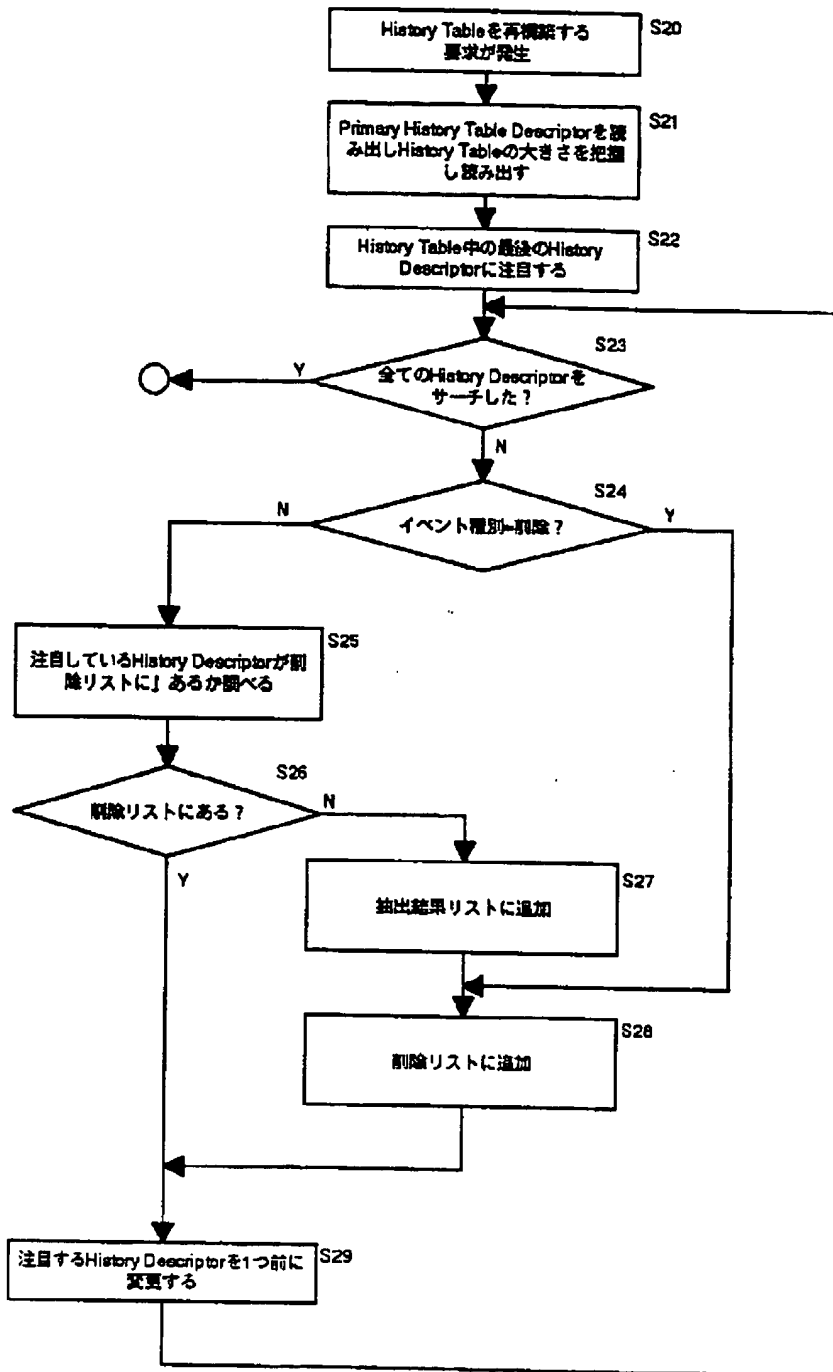 History Tableを再構築する
要求が発生
S20
Primary History Table Descriptorを読
み出しHistory Tableの大きさを把握
し読み出す
S21
History Table中の最後のHistory
Descriptorに注目する
S22
S23
全てのHistory Descriptorを
サーチした？
Y
N
S24
イベント種別=削除？
N
Y
S25
注目しているHistory Descriptorが削
除リストに」あるか調べる
S26
削除リストにある？
N
Y
S27
抽出結果リストに追加
S28
削除リストに追加
S29
注目するHistory Descriptorを1つ前に
変更する